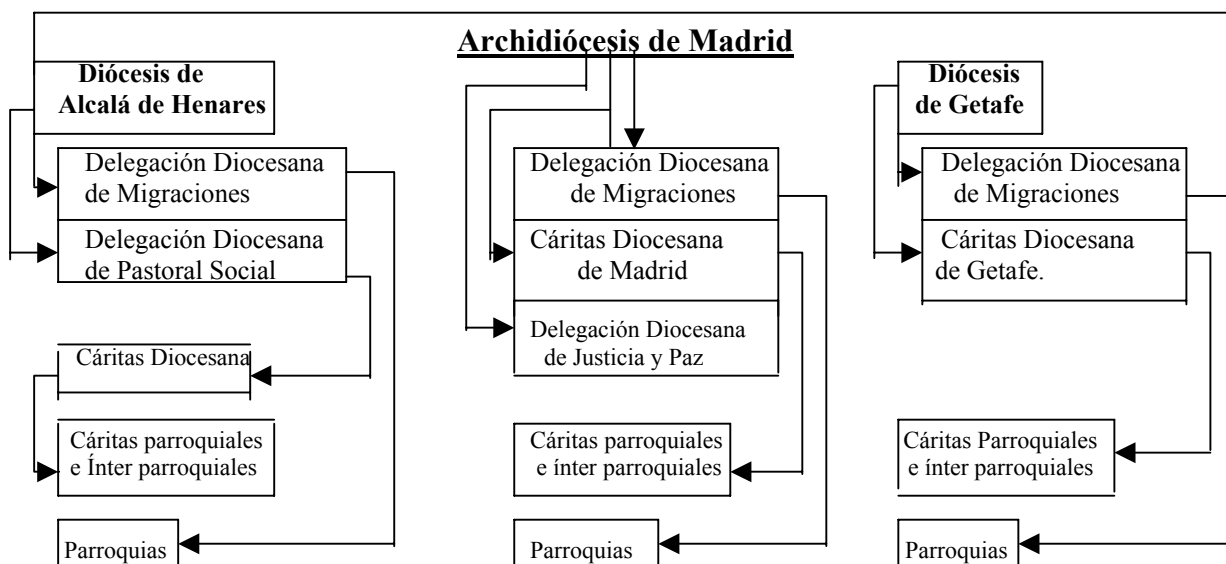 Archidiócesis de Madrid
Diócesis de
Alcalá de Henares
Delegación Diocesana
de Migraciones
Delegación Diocesana
de Pastoral Social
Cáritas Diocesana
Cáritas parroquiales
e Ínter parroquiales
Parroquias
Delegación Diocesana
de Migraciones
Cáritas Diocesana
de Madrid
Delegación Diocesana
de Justicia y Paz
Cáritas parroquiales
e ínter parroquiales
Parroquias
Diócesis
de Getafe
Delegación Diocesana
de Migraciones
Cáritas Diocesana
de Getafe.
Cáritas Parroquiales
e ínter parroquiales
Parroquias